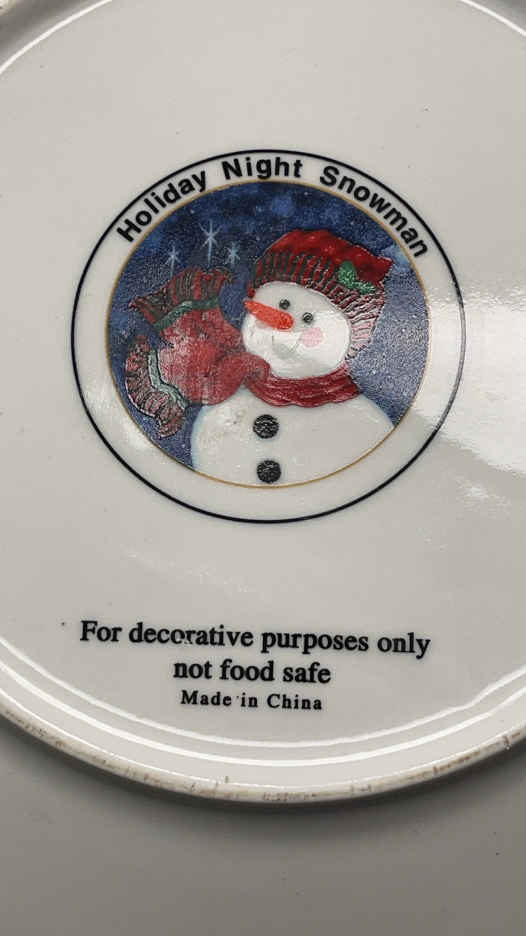 Holiday Night Snowman
For decorative purposes only
not food safe
Made in China